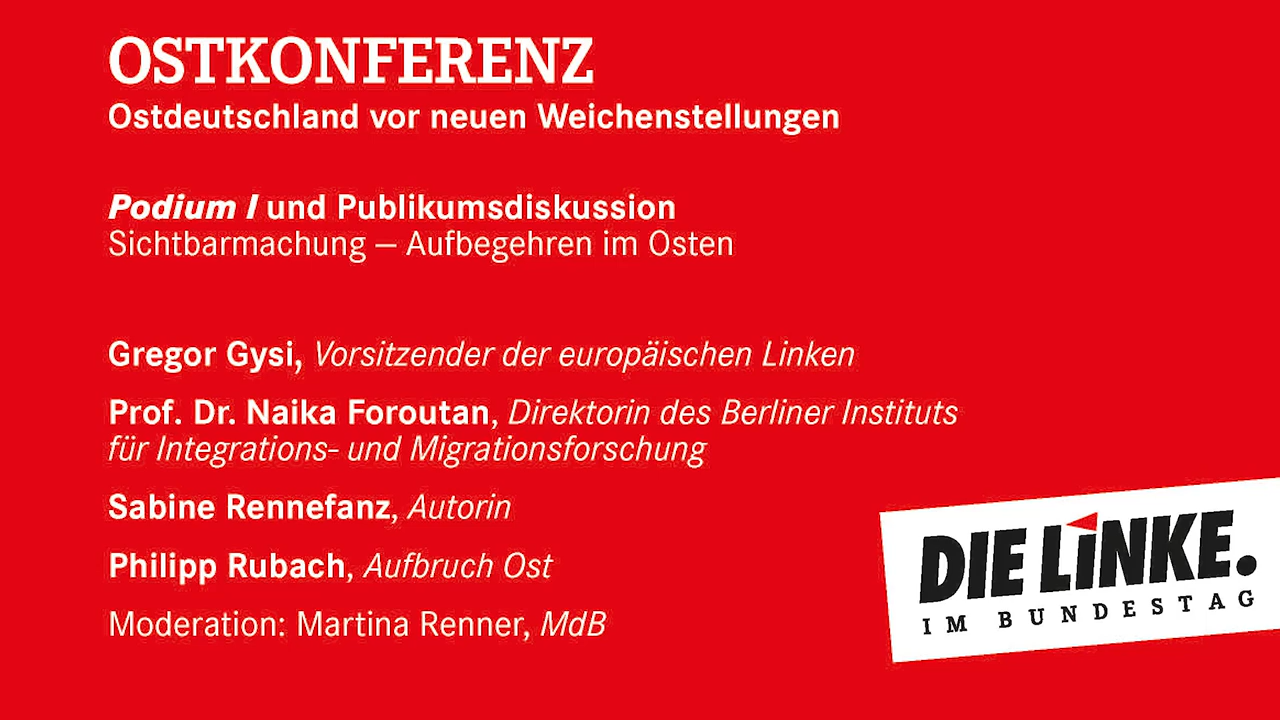 OSTKONFERENZ
Ostdeutschland vor neuen Weichenstellungen
Podium I und Publikumsdiskussion
Sichtbarmachung – Aufbegehren im Osten
Gregor Gysi, Vorsitzender der europäischen Linken
Prof. Dr. Naika Foroutan, Direktorin des Berliner Instituts
für Integrations- und Migrationsforschung
Sabine Rennefanz, Autorin
Philipp Rubach, Aufbruch Ost
Moderation: Martina Renner, MdB
DIE LiNKE.
IM BUNDESTAG